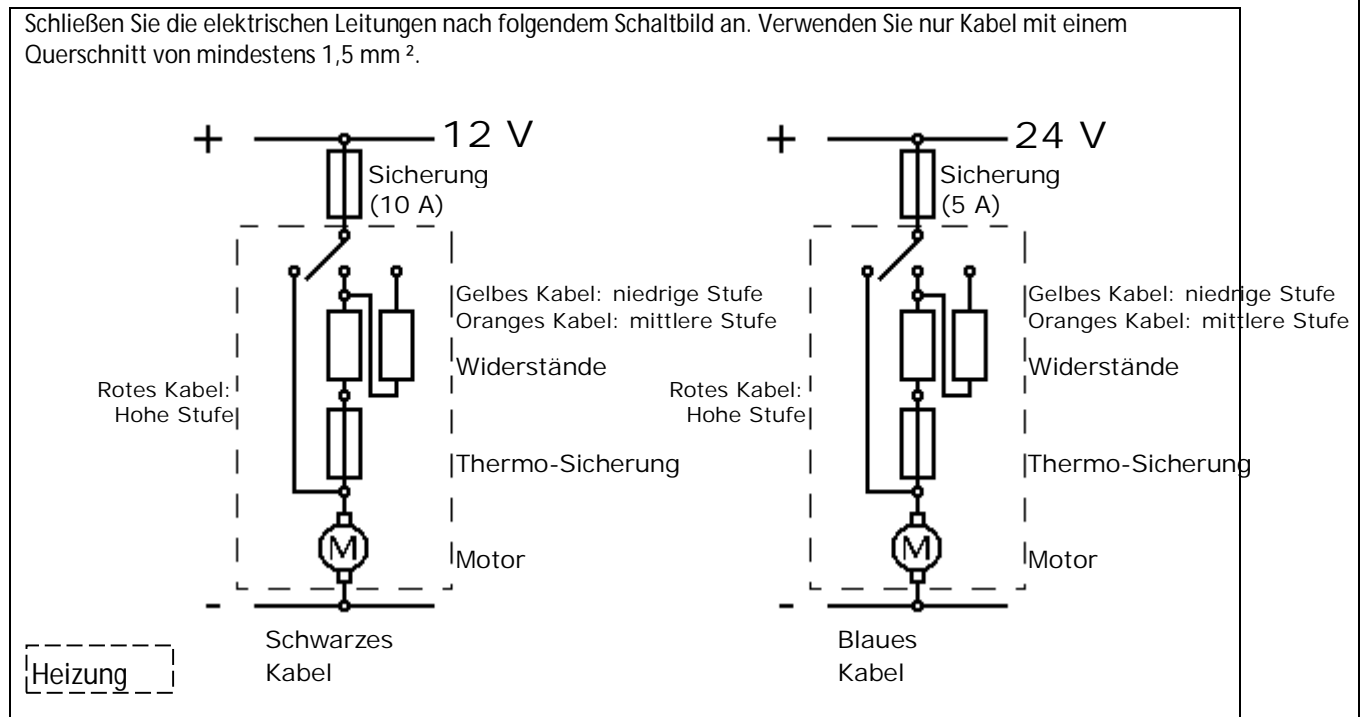 Schließen Sie die elektrischen Leitungen nach folgendem Schaltbild an. Verwenden Sie nur Kabel mit einem
Querschnitt von mindestens 1,5 mm ².
+ 12 V
Sicherung
(10 A)
Gelbes Kabel: niedrige Stufe
Oranges Kabel: mittlere Stufe
Widerstände
Rotes Kabel:
Hohe Stufe
Thermo-Sicherung
M
Motor
-
Schwarzes
Kabel
+ 24 V
Sicherung
(5 A)
Gelbes Kabel: niedrige Stufe
Oranges Kabel: mittlere Stufe
Widerstände
Rotes Kabel:
Hohe Stufe
Thermo-Sicherung
M
Motor
-
Blaues
Kabel
Heizung